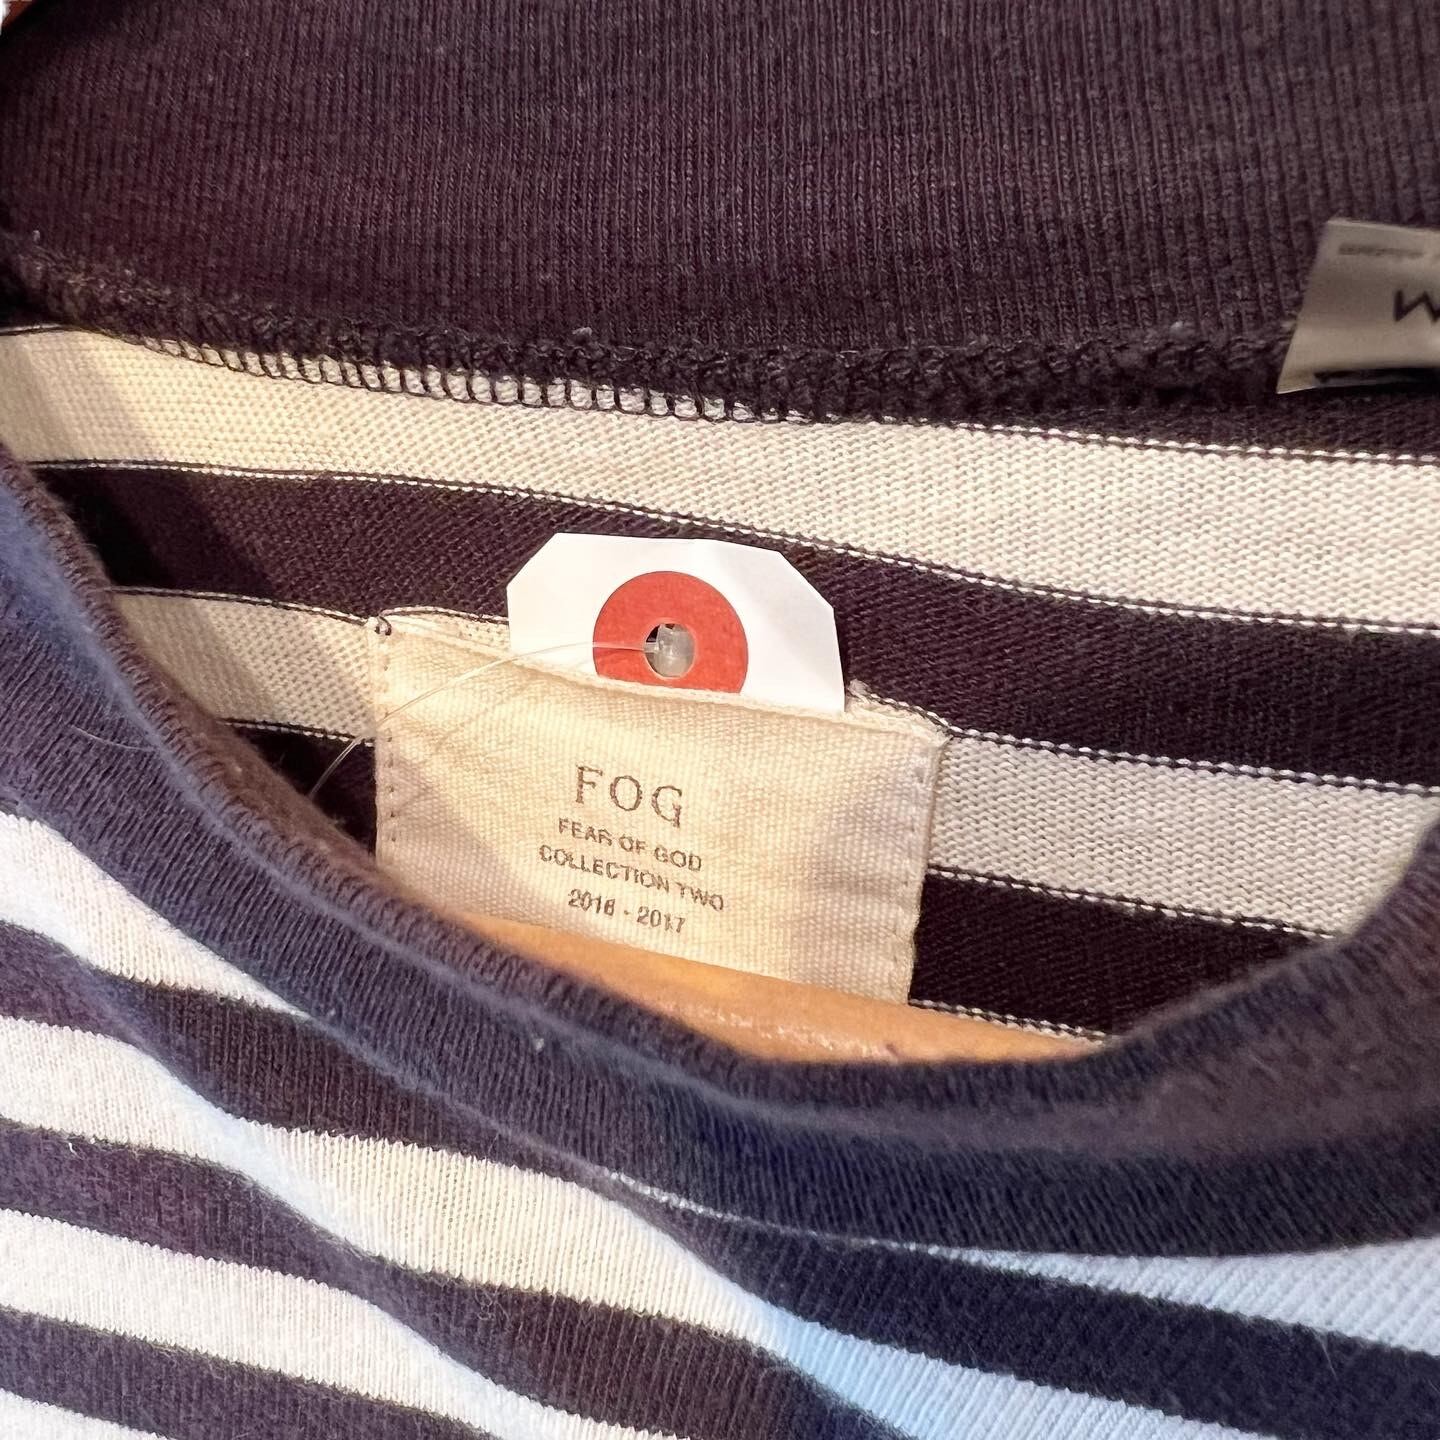 FOG
FEAR OF GOD
COLLECTION TWO
2016 - 2017
M